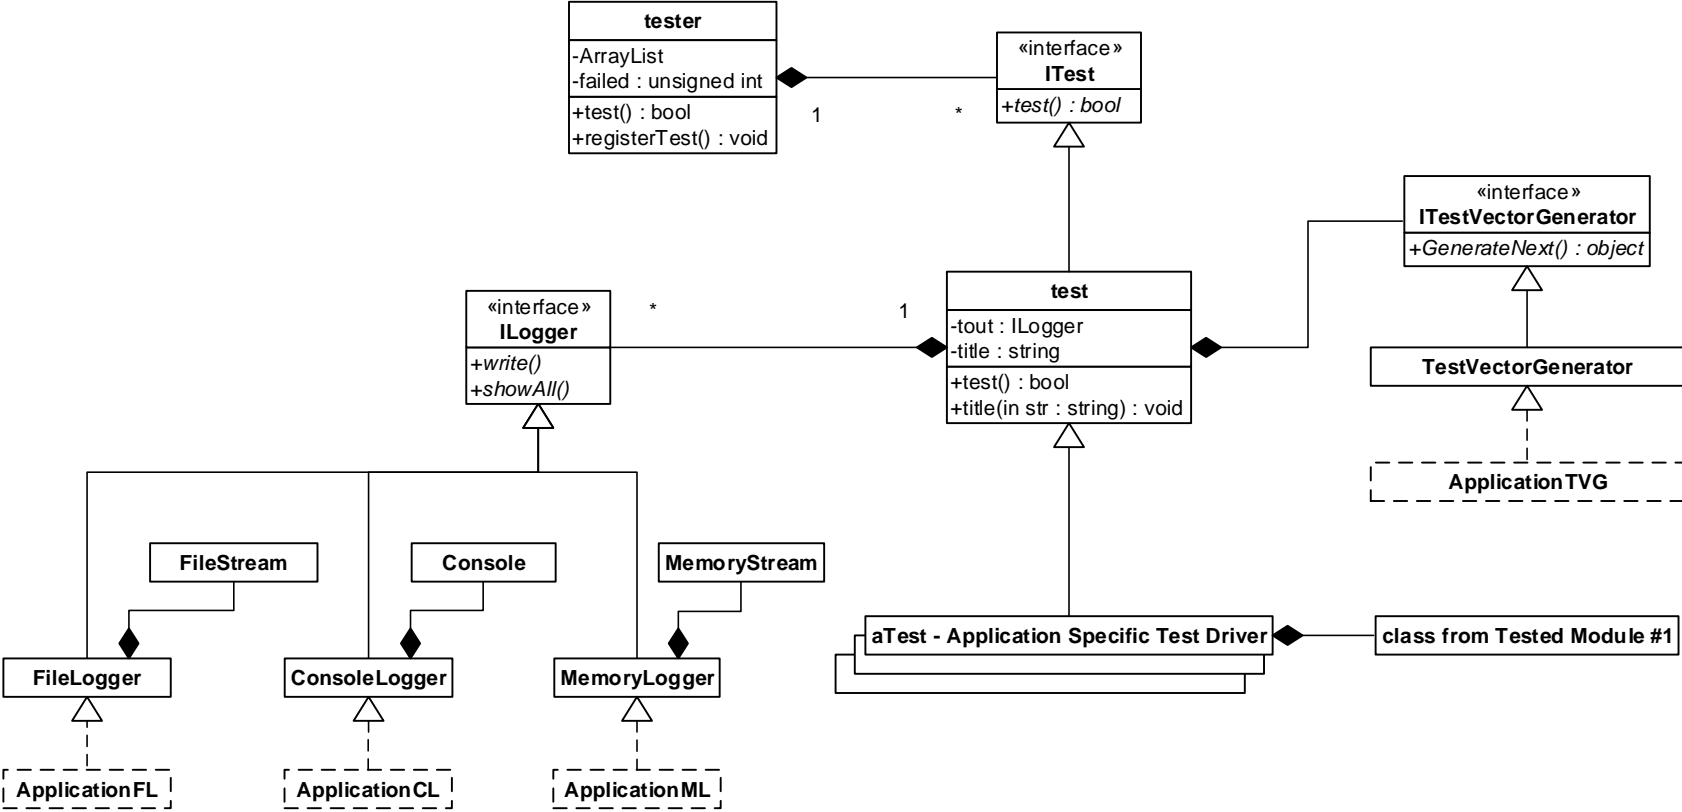 tester
-ArrayList
-failed : unsigned int
+test() : bool
+registerTest() : void
1
*
«interface»
ITest
+test() : bool
«interface»
ITestVectorGenerator
+GenerateNext() : object
«interface»
ILogger
+write()
+showAll()
*
1
test
-tout : ILogger
-title : string
+test() : bool
+title(in str : string) : void
TestVectorGenerator
ApplicationTVG
FileStream
Console
MemoryStream
aTest - Application Specific Test Driver
class from Tested Module #1
FileLogger
ConsoleLogger
MemoryLogger
ApplicationFL
ApplicationCL
ApplicationML